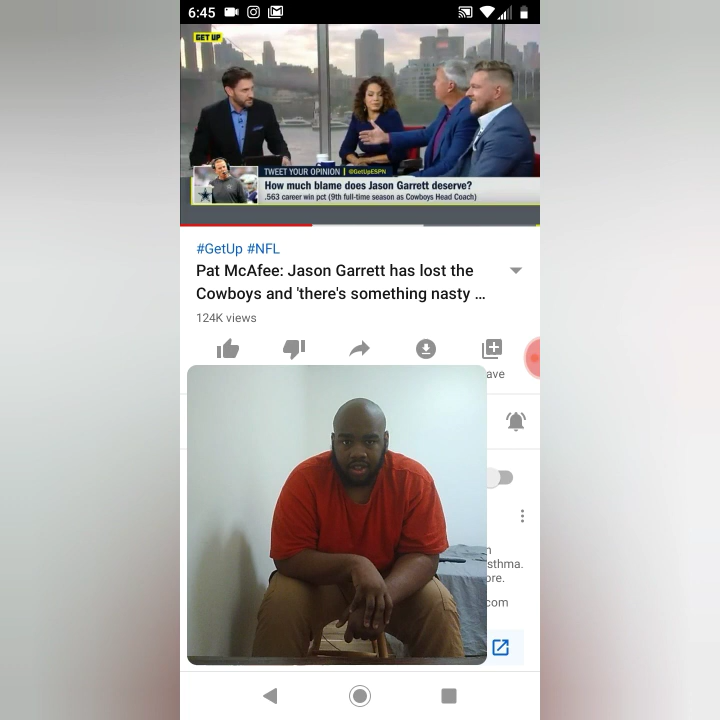 6:45
GET UP
TWEET YOUR OPINION | @GetUpESPN
How much blame does Jason Garrett deserve?
.563 career win pct (9th full-time season as Cowboys Head Coach)
#GetUp #NFL
Pat McAfee: Jason Garrett has lost the
Cowboys and 'there's something nasty ...
124K views
ave
sthma.
ore.
com